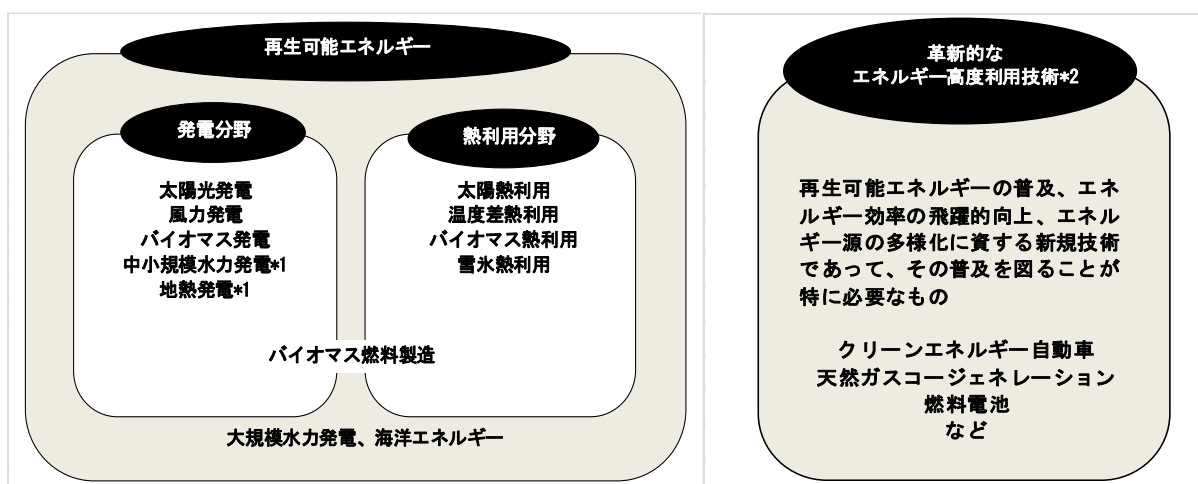 再生可能エネルギー
発電分野
太陽光発電
風力発電
バイオマス発電
中小規模水力発電*1
地熱発電*1
熱利用分野
太陽熱利用
温度差熱利用
バイオマス熱利用
雪氷熱利用
バイオマス燃料製造
大規模水力発電、海洋エネルギー
革新的な
エネルギー高度利用技術*2
再生可能エネルギーの普及、エネ
ルギー効率の飛躍的向上、エネル
ギー源の多様化に資する新規技術
であって、その普及を図ることが
特に必要なもの
クリーンエネルギー自動車
天然ガスコージェネレーション
燃料電池
など